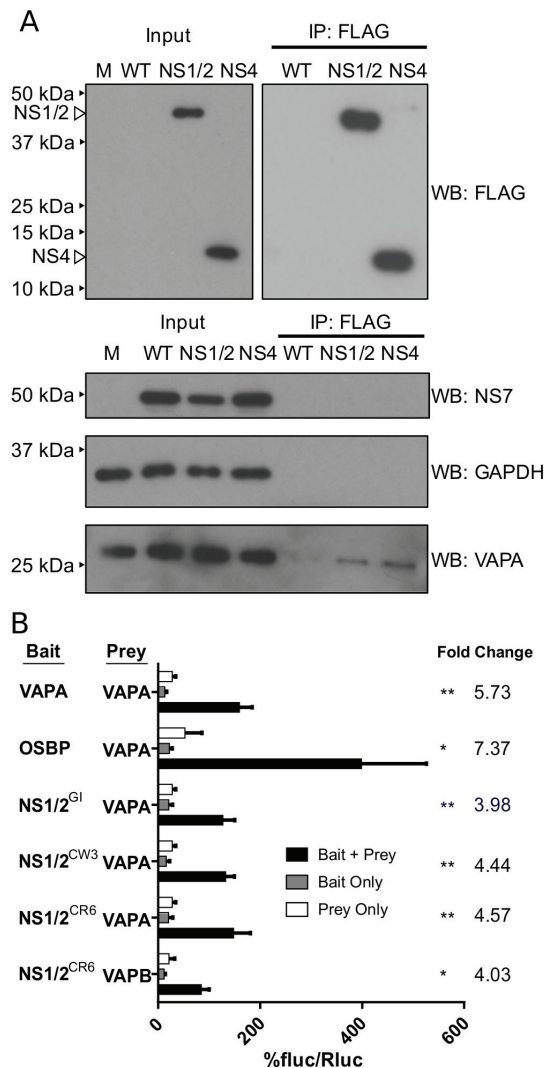 A
Input
IP: FLAG
M WT NS1/2 NS4
WT NS1/2 NS4
50 kDa
NS1/2
37 kDa
25 kDa
15 kDa
NS4
10 kDa
WB: FLAG
Input
IP: FLAG
M WT NS1/2 NS4 WT NS1/2 NS4
50 kDa
WB: NS7
37 kDa
WB: GAPDH
25 kDa
WB: VAPA
B
Bait Prey Fold Change
VAPA VAPA ** 5.73
OSBP VAPA * 7.37
NS1/2GI VAPA ** 3.98
NS1/2CW3 VAPA ** 4.44
NS1/2CR6 VAPA ** 4.57
NS1/2CR6 VAPB * 4.03
Bait + Prey
Bait Only
Prey Only
0 200 400 600
%fluc/Rluc